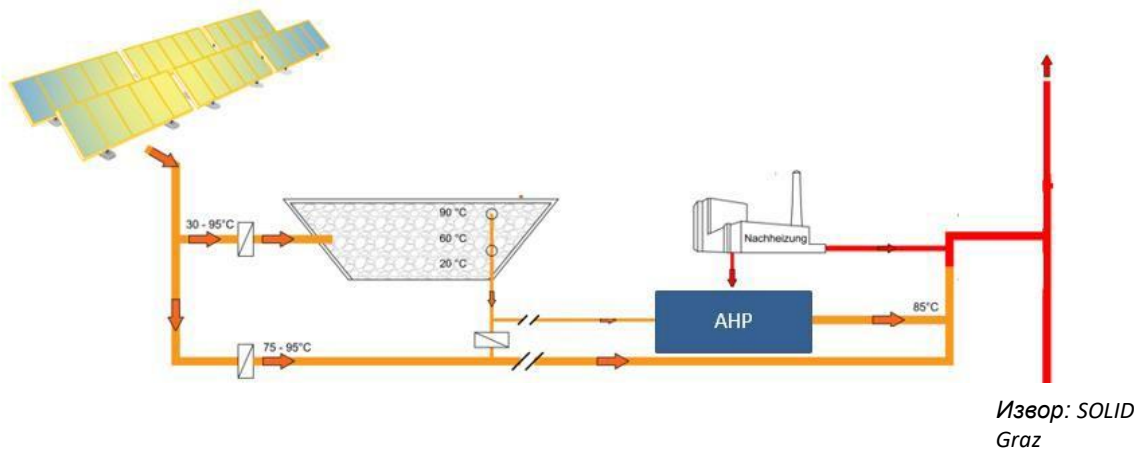 30 - 95°C
90 °C
60 °C
20 °C
Nachheizung
AHP
85°C
75 - 95°C
Извор: SOLID
Graz